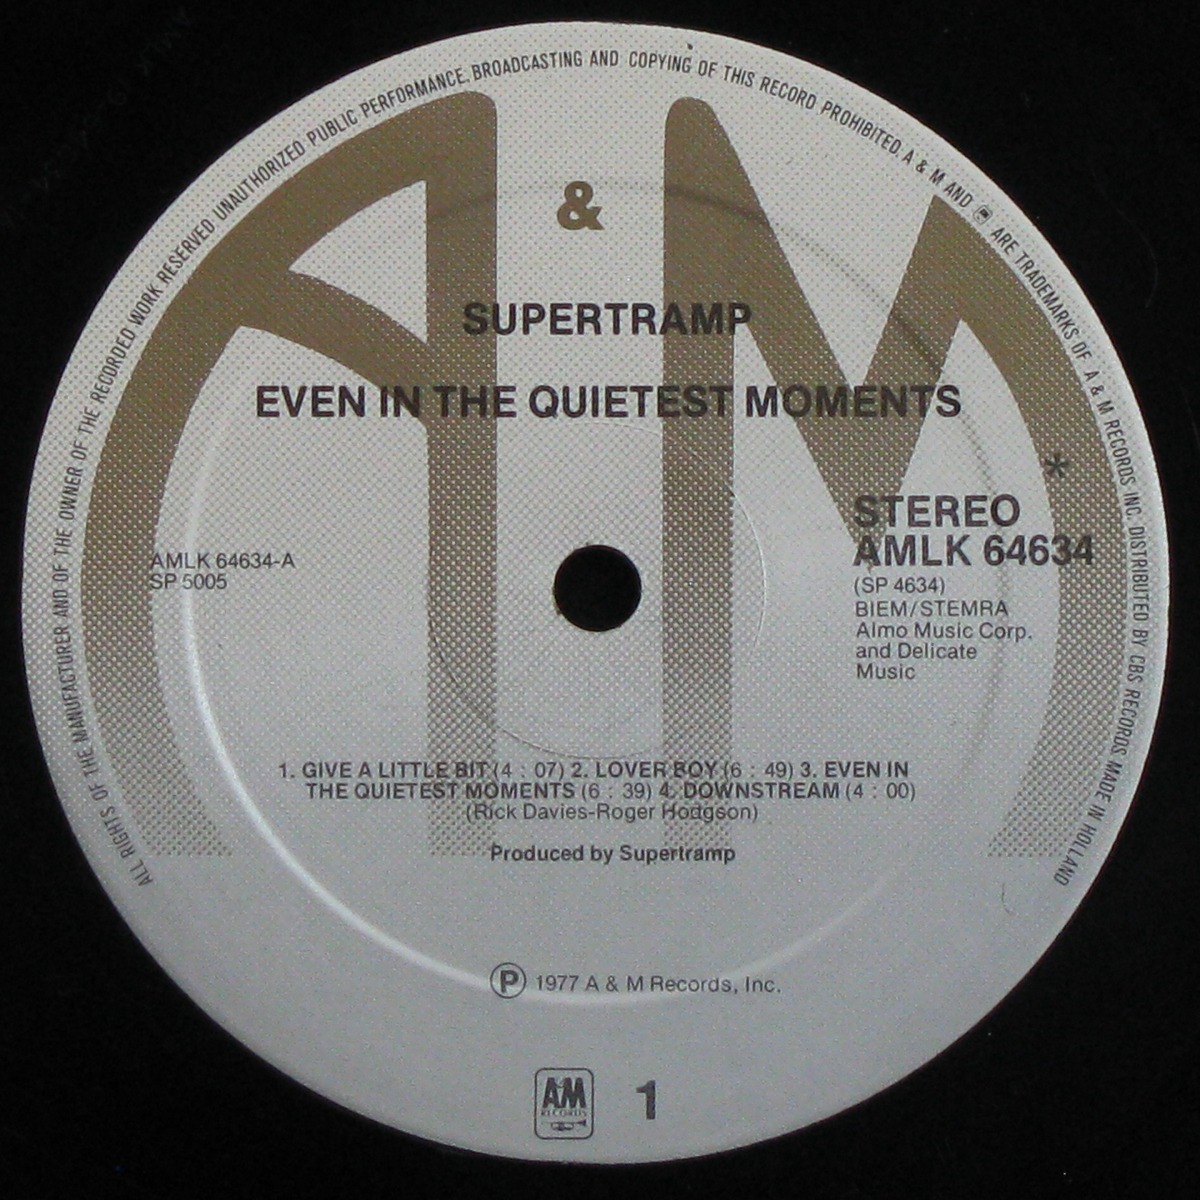 ALL RIGHTS OF THE MANUFACTURER AND OF THE OWNER OF THE RECORDED WORK RESERVED UNAUTHORIZED PUBLIC PERFORMANCE, BROADCASTING AND COPYING OF THIS RECORD PROHIBITED A & M AND ARE TRADEMARKS OF A & M RECORDS INC. DISTRIBUTED BY CBS RECORDS MADE IN HOLLAND
A & M
SUPERTRAMP
EVEN IN THE QUIETEST MOMENTS
*
STEREO
AMLK 64634
(SP 4634)
BIEM/STEMRA
Almo Music Corp.
and Delicate
Music
AMLK 64634-A
SP 5005
1. GIVE A LITTLE BIT (4 : 07) 2. LOVER BOY (6 : 49) 3. EVEN IN
THE QUIETEST MOMENTS (6 : 39) 4. DOWNSTREAM (4 : 00)
(Rick Davies-Roger Hodgson)
Produced by Supertramp
Ⓟ 1977 A & M Records, Inc.
A&M
RECORDS
1